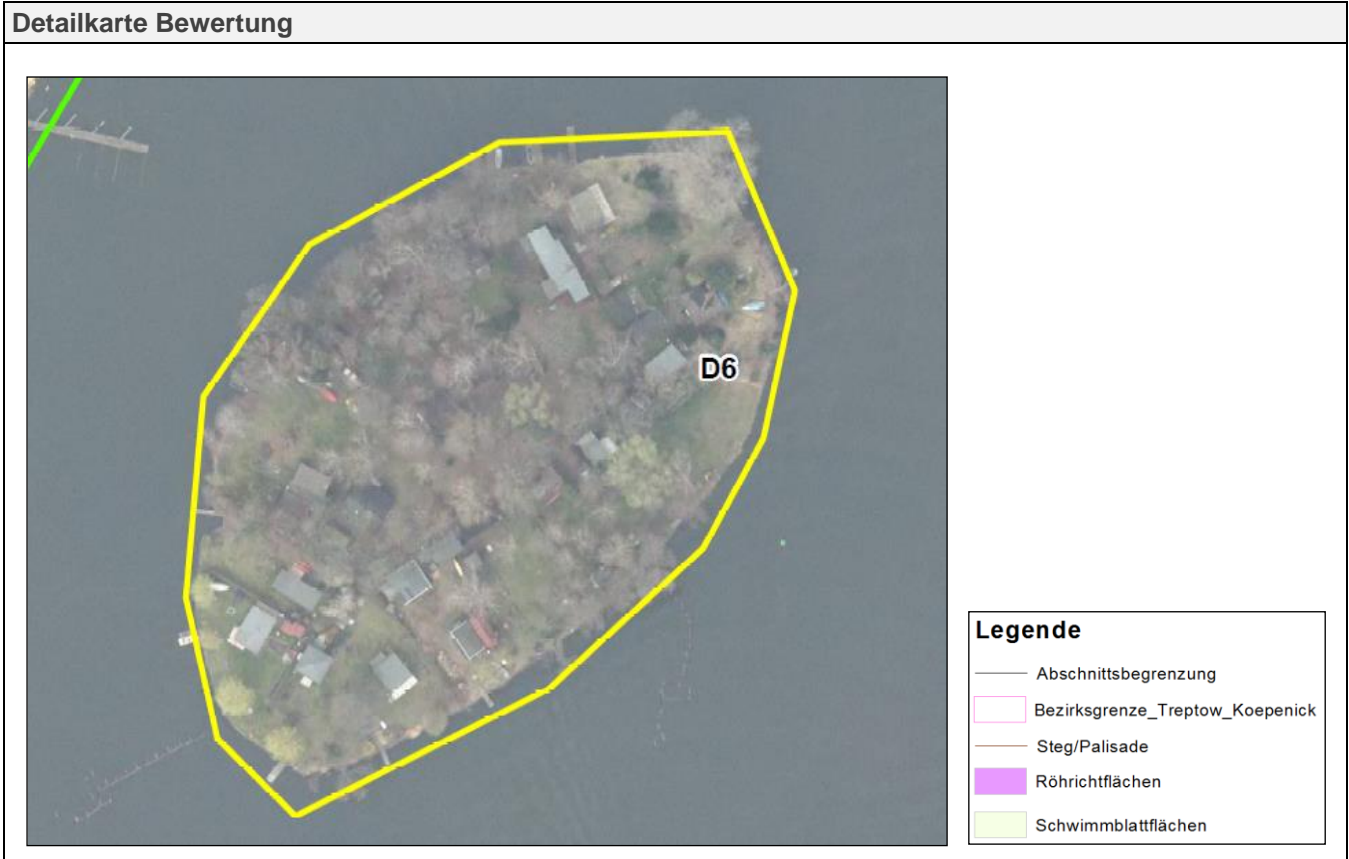 Detailkarte Bewertung
D6
Legende
Abschnittsbegrenzung
Bezirksgrenze_Treptow_Koepenick
Steg/Palisade
Röhrichtflächen
Schwimmblattflächen